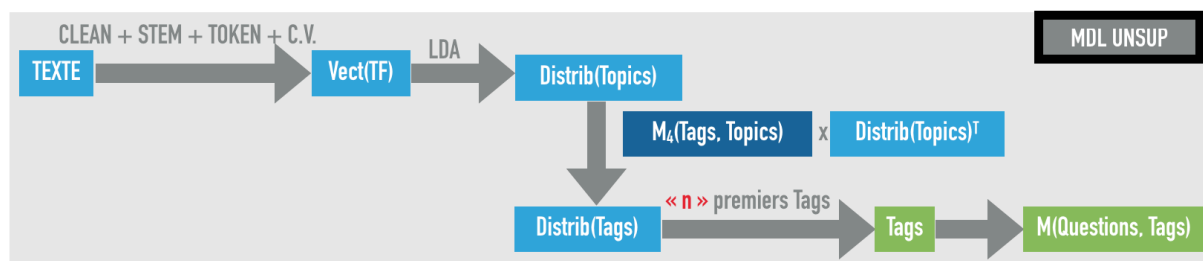 CLEAN + STEM + TOKEN + C.V.
MDL UNSUP
TEXTE
Vect(TF)
LDA
Distrib(Topics)
M₄(Tags, Topics)
x
Distrib(Topics)ᵀ
« n » premiers Tags
Distrib(Tags)
Tags
M(Questions, Tags)